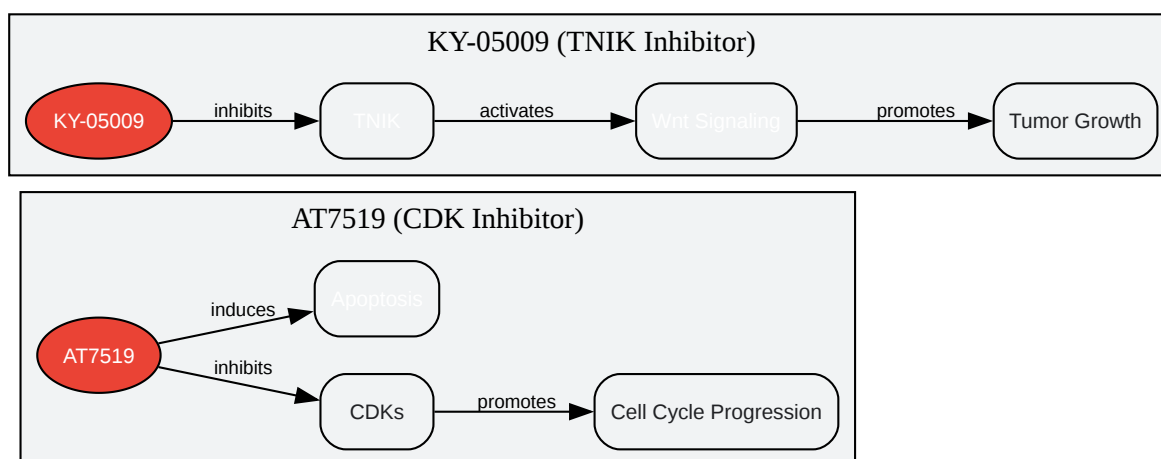 KY-05009 (TNIK Inhibitor)
KY-05009
inhibits
TNIK
activates
Wnt Signaling
promotes
Tumor Growth
AT7519 (CDK Inhibitor)
AT7519
induces
Apoptosis
inhibits
CDKs
promotes
Cell Cycle Progression